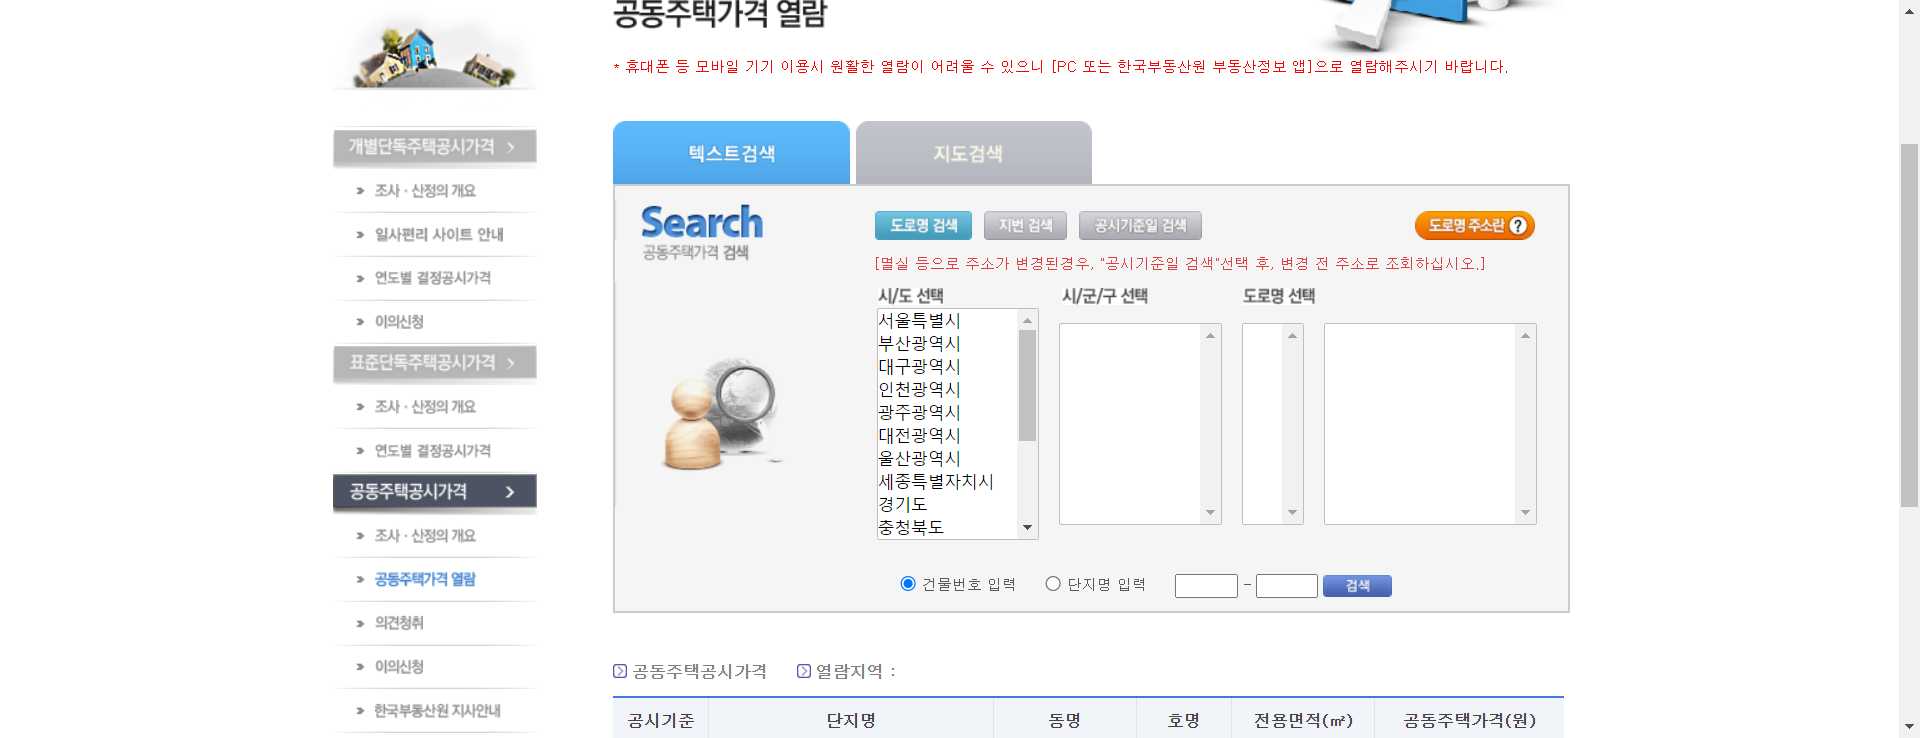 공동주택가격 열람
* 휴대폰 등 모바일 기기 이용시 원활한 열람이 어려울 수 있으니 [PC 또는 한국부동산원 부동산정보 앱]으로 열람해주시기 바랍니다.
개별단독주택공시가격
조사·산정의 개요
일사편리 사이트 안내
연도별 결정공시가격
이의신청
표준단독주택공시가격
조사·산정의 개요
연도별 결정공시가격
공동주택공시가격
조사·산정의 개요
공동주택가격 열람
의견청취
이의신청
한국부동산원 지사안내
텍스트검색
지도검색
Search
공동주택가격 검색
도로명 검색
지번 검색
공시기준일 검색
도로명 주소란 ?
[멸실 등으로 주소가 변경된경우, "공시기준일 검색"선택 후, 변경 전 주소로 조회하십시오.]
시/도 선택
시/군/구 선택
도로명 선택
서울특별시
부산광역시
대구광역시
인천광역시
광주광역시
대전광역시
울산광역시
세종특별자치시
경기도
충청북도
건물번호 입력
단지명 입력
-
검색
공동주택공시가격
열람지역 :
공시기준
단지명
동명
호명
전용면적(㎡)
공동주택가격(원)